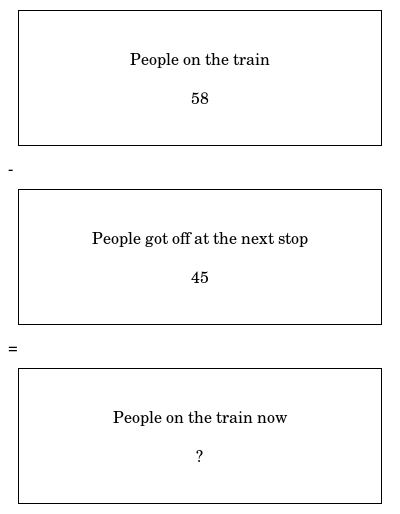 People on the train
58
-
People got off at the next stop
45
=
People on the train now
?